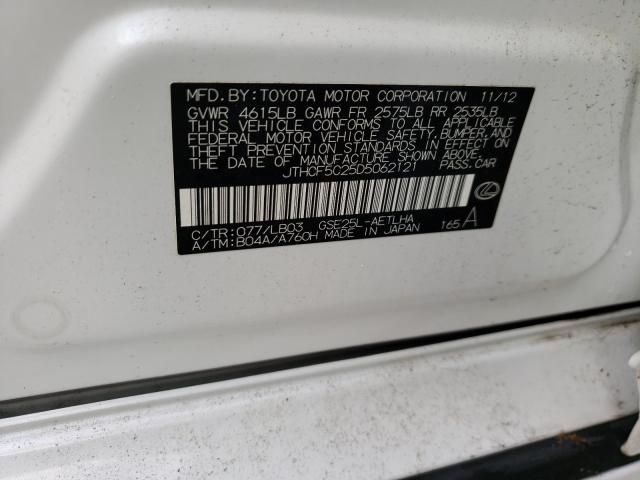 MFD. BY: TOYOTA MOTOR CORPORATION 11/12
GVWR 4615LB GAWR FR 2575LB RR 2535LB
THIS VEHICLE CONFORMS TO ALL APPLICABLE
FEDERAL MOTOR VEHICLE SAFETY, BUMPER, AND
THEFT PREVENTION STANDARDS IN EFFECT ON
THE DATE OF MANUFACTURE SHOWN ABOVE.
JTHCF5C25D5062121 PASS. CAR
C/TR: 077/LB03 GSE25L-AETLHA
A/TM: B04A/A760H MADE IN JAPAN 165 A